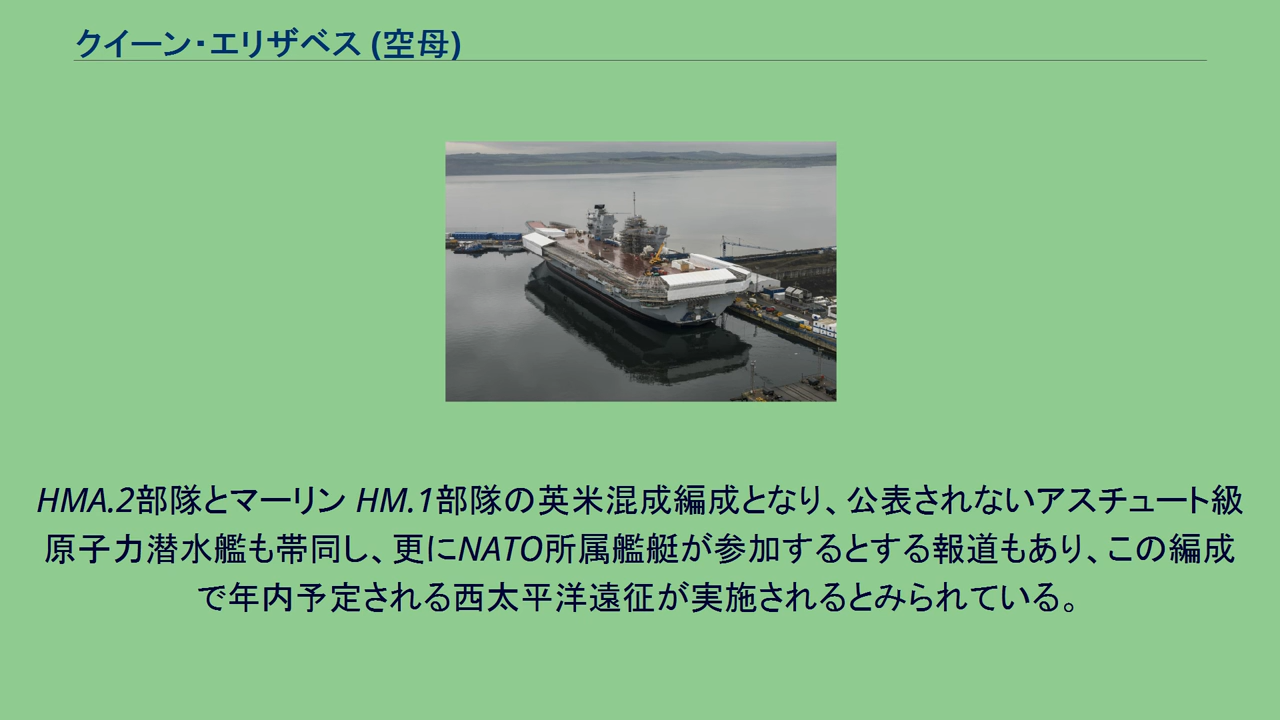 クイーン・エリザベス (空母)
HMA.2部隊とマーリン HM.1部隊の英米混成編成となり、公表されないアスチュート級
原子力潜水艦も帯同し、更にNATO所属艦艇が参加するとする報道もあり、この編成
で年内予定される西太平洋遠征が実施されるとみられている。